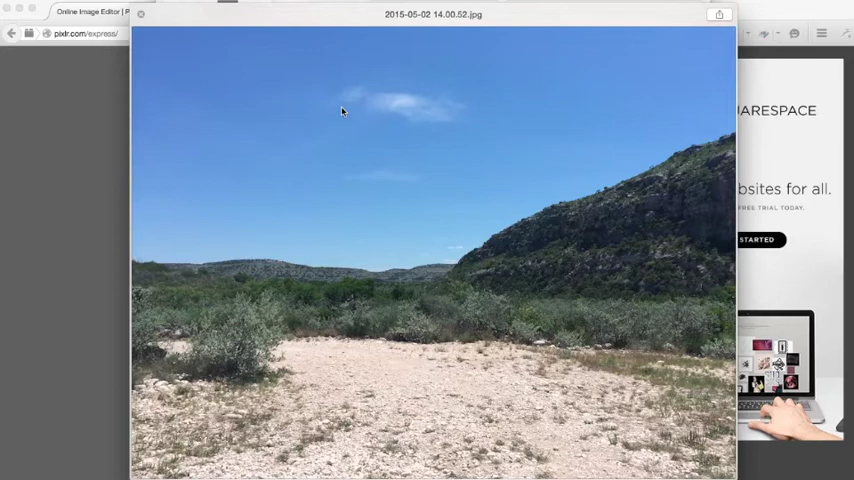 Online Image Editor | P
2015-05-02 14.00.52.jpg
pixlr.com/express/
UARESPACE
bsites for all.
FREE TRIAL TODAY.
STARTED